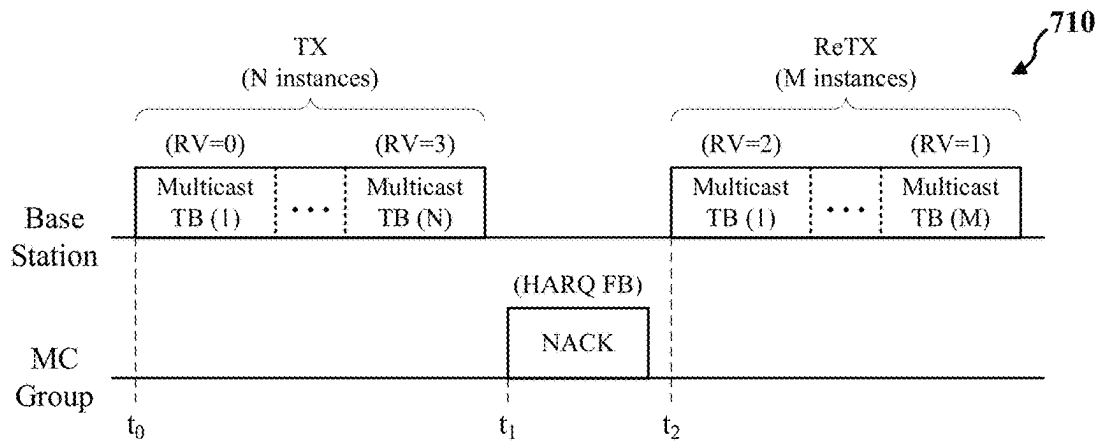 710
TX
(N instances)
ReTX
(M instances)
(RV=0)
(RV=3)
(RV=2)
(RV=1)
Multicast
TB (1)
...
Multicast
TB (N)
Multicast
TB (1)
...
Multicast
TB (M)
Base
Station
(HARQ FB)
NACK
MC
Group
t0
t1
t2